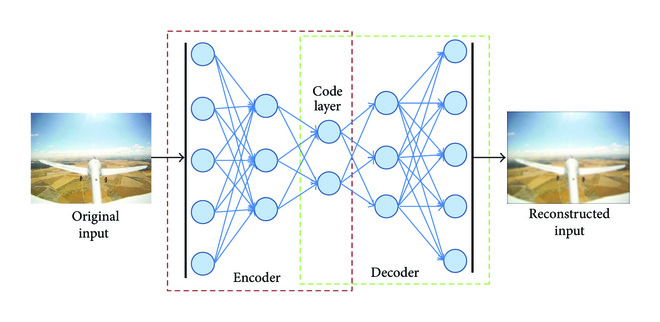 Code
layer
Original
input
Reconstructed
input
Encoder
Decoder